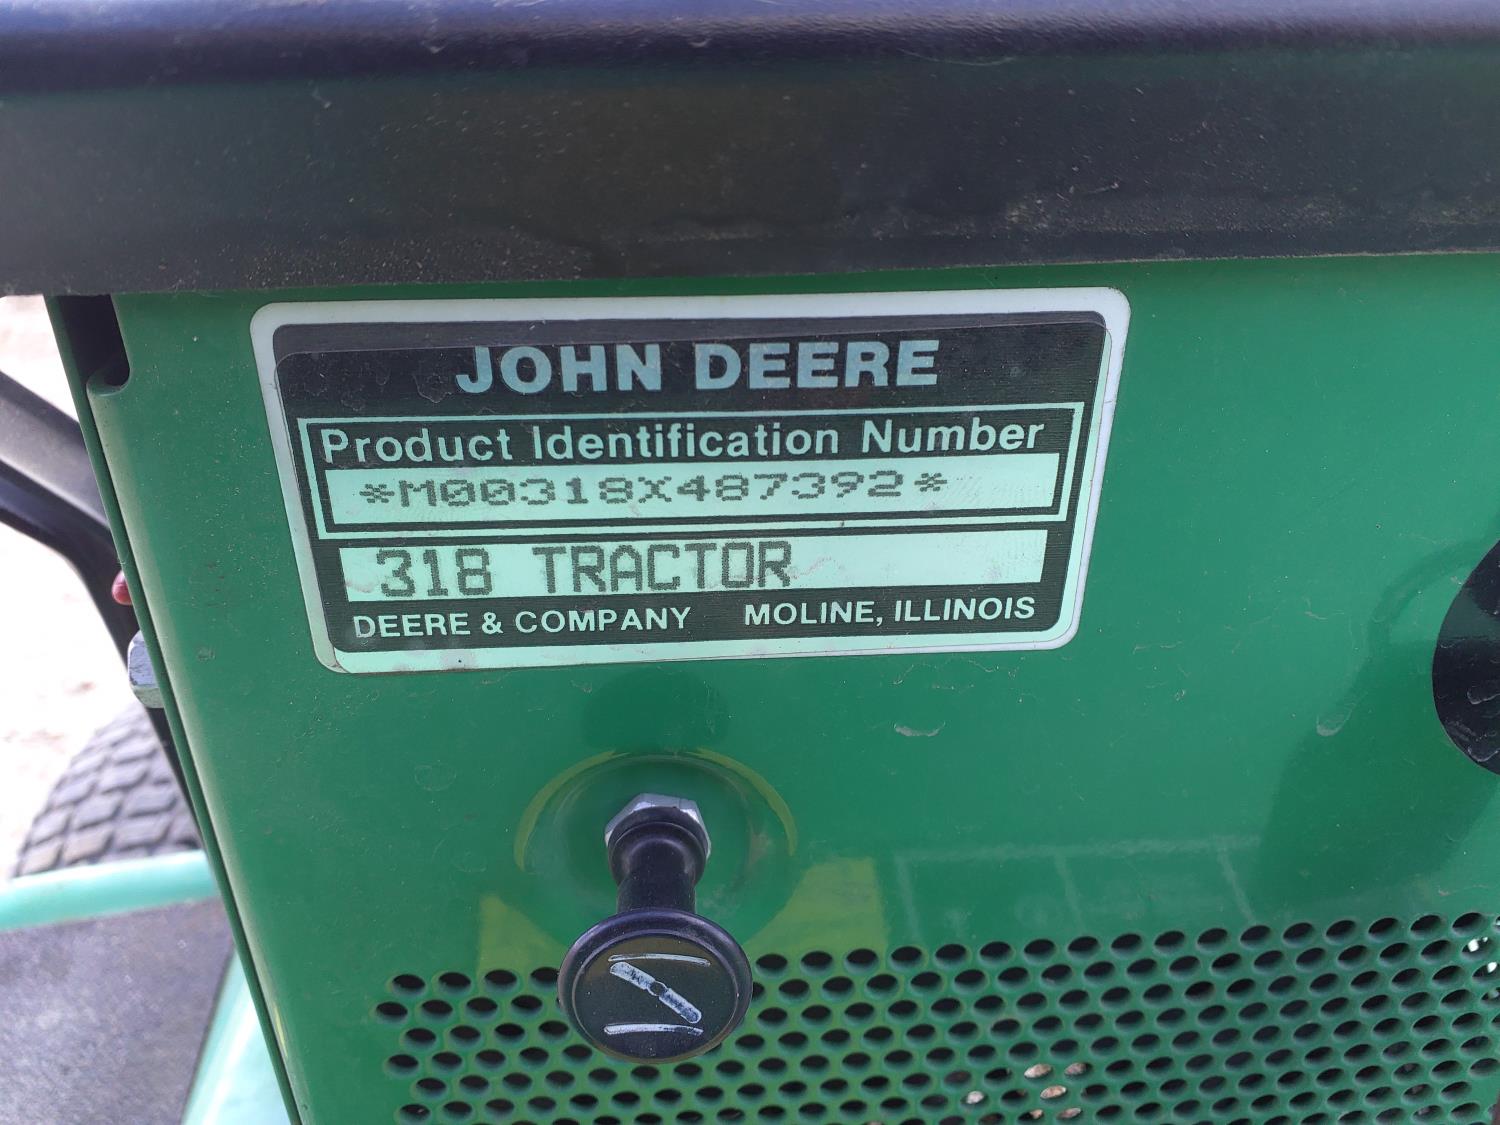 JOHN DEERE
Product Identification Number
*M00318X487392*
318 TRACTOR
DEERE & COMPANY MOLINE, ILLINOIS